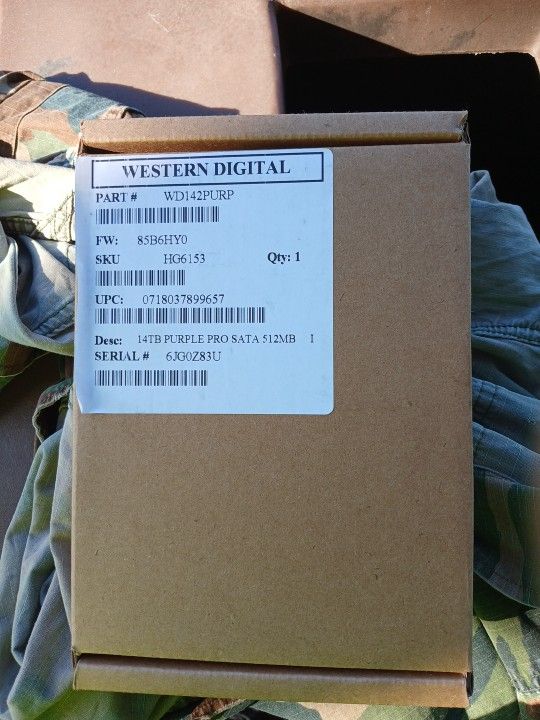 WESTERN DIGITAL
PART # WD142PURP
FW: 85B6HY0
SKU HG6153 Qty: 1
UPC: 0718037899657
Desc: 14TB PURPLE PRO SATA 512MB I
SERIAL # 6JG0Z83U